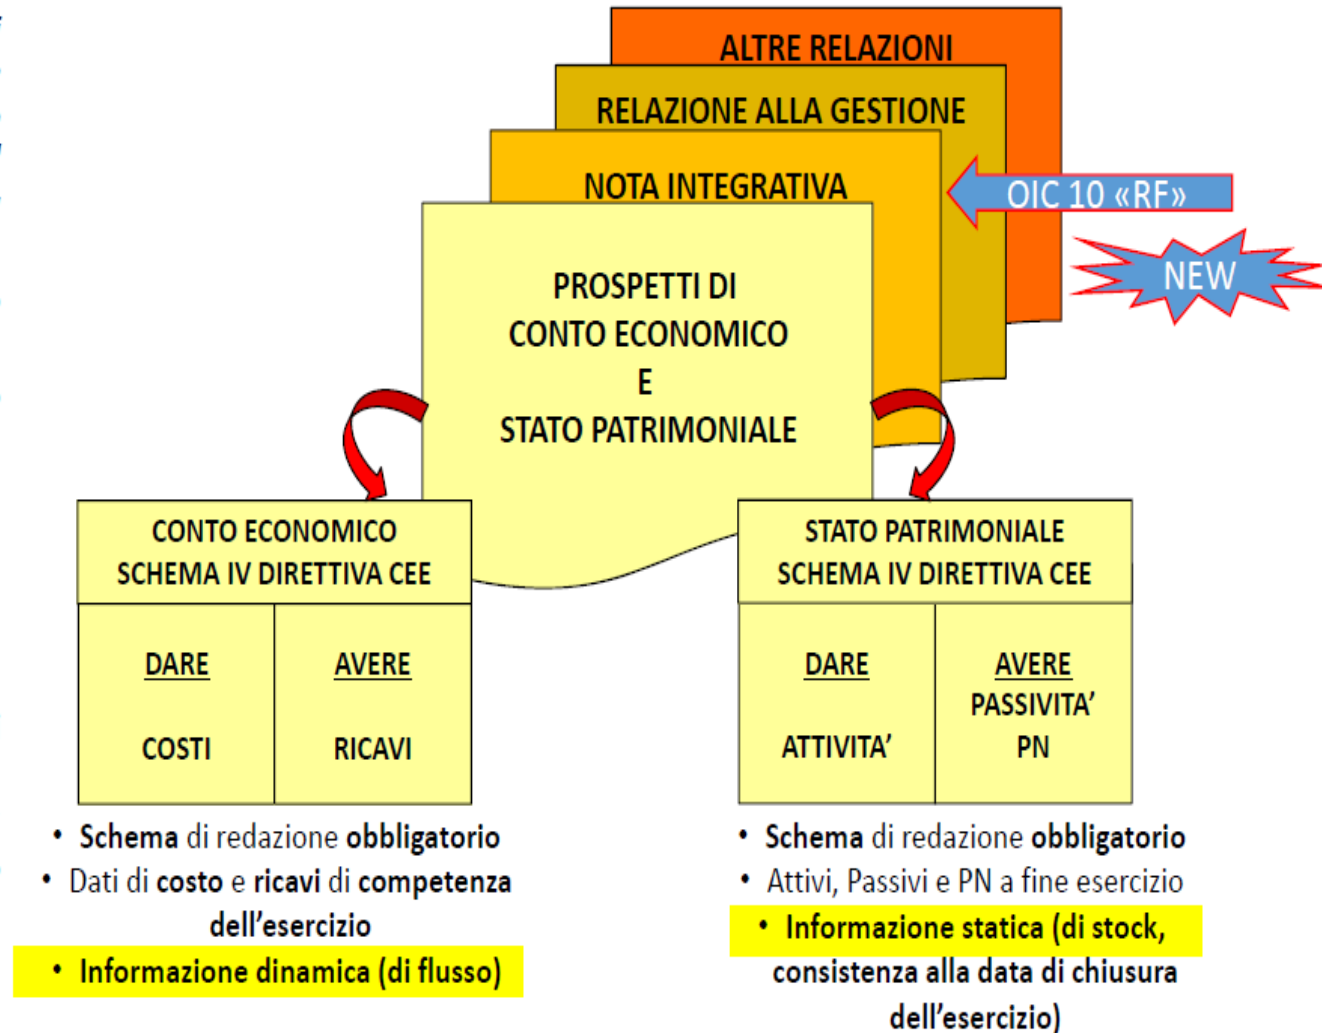 ALTRE RELAZIONI
RELAZIONE ALLA GESTIONE
NOTA INTEGRATIVA
OIC 10 «RF»
NEW
PROSPETTI DI
CONTO ECONOMICO
E
STATO PATRIMONIALE
CONTO ECONOMICO
SCHEMA IV DIRETTIVA CEE
DARE
AVERE
COSTI
RICAVI
• Schema di redazione obbligatorio
• Dati di costo e ricavi di competenza
dell’esercizio
• Informazione dinamica (di flusso)
STATO PATRIMONIALE
SCHEMA IV DIRETTIVA CEE
DARE
AVERE
PASSIVITA’
ATTIVITA’
PN
• Schema di redazione obbligatorio
• Attivi, Passivi e PN a fine esercizio
• Informazione statica (di stock,
consistenza alla data di chiusura
dell’esercizio)